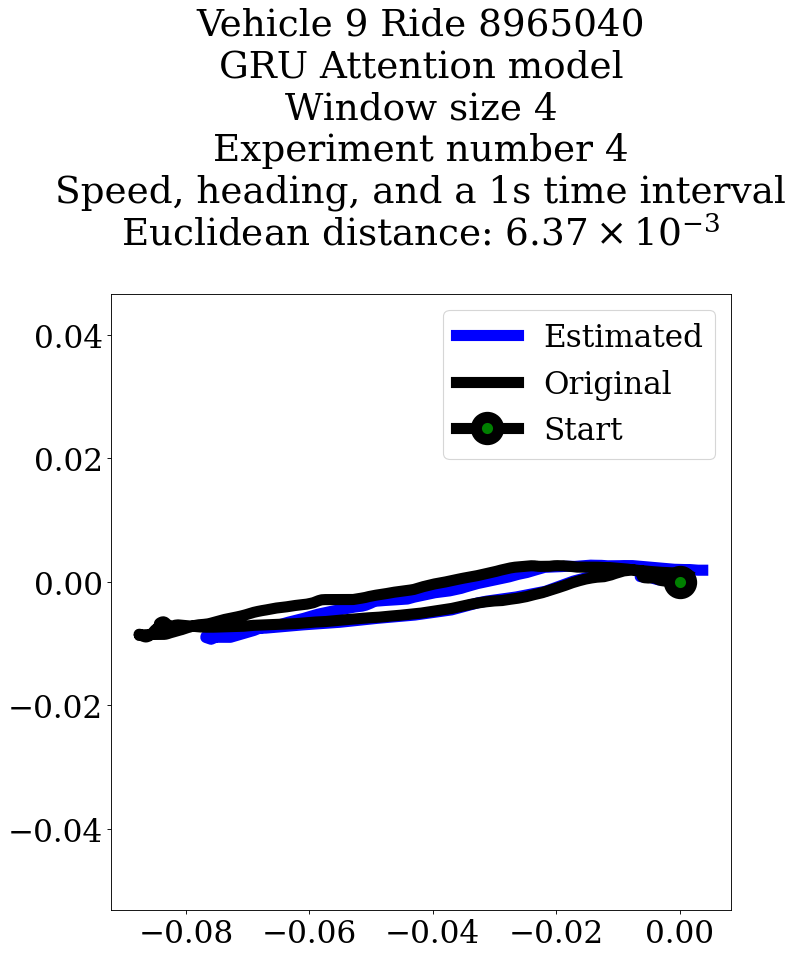 Vehicle 9 Ride 8965040
GRU Attention model
Window size 4
Experiment number 4
Speed, heading, and a 1s time interval
Euclidean distance: 6.37 × 10⁻³
Estimated
Original
Start
0.04
0.02
0.00
−0.02
−0.04
−0.08 −0.06 −0.04 −0.02 0.00